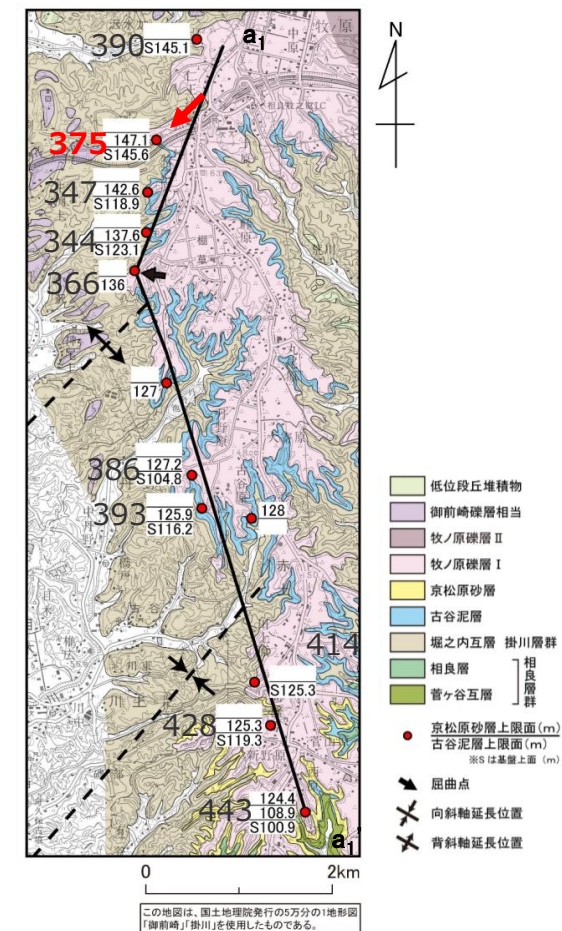 390
S145.1
a₁
牧ノ原
中原
仁
相良牧之原IC
N
375
147.1
S145.6
347
142.6
S118.9
344
137.6
S123.1
棚草
366
136
127
386
127.2
S104.8
393
125.9
S116.2
128
414
S125.3
428
125.3
S119.3
新野原
443
124.4
108.9
S100.9
a₁'
低位段丘堆積物
御前崎礫層相当
牧ノ原礫層Ⅱ
牧ノ原礫層Ⅰ
京松原砂層
古谷泥層
堀之内互層 掛川層群
相良層
菅ヶ谷互層
相良層群
京松原砂層上限面(m)
古谷泥層上限面(m)
※Sは基盤上面(m)
屈曲点
向斜軸延長位置
背斜軸延長位置
0 2km
この地図は、国土地理院発行の5万分の1地形図
「御前崎」「掛川」を使用したものである。